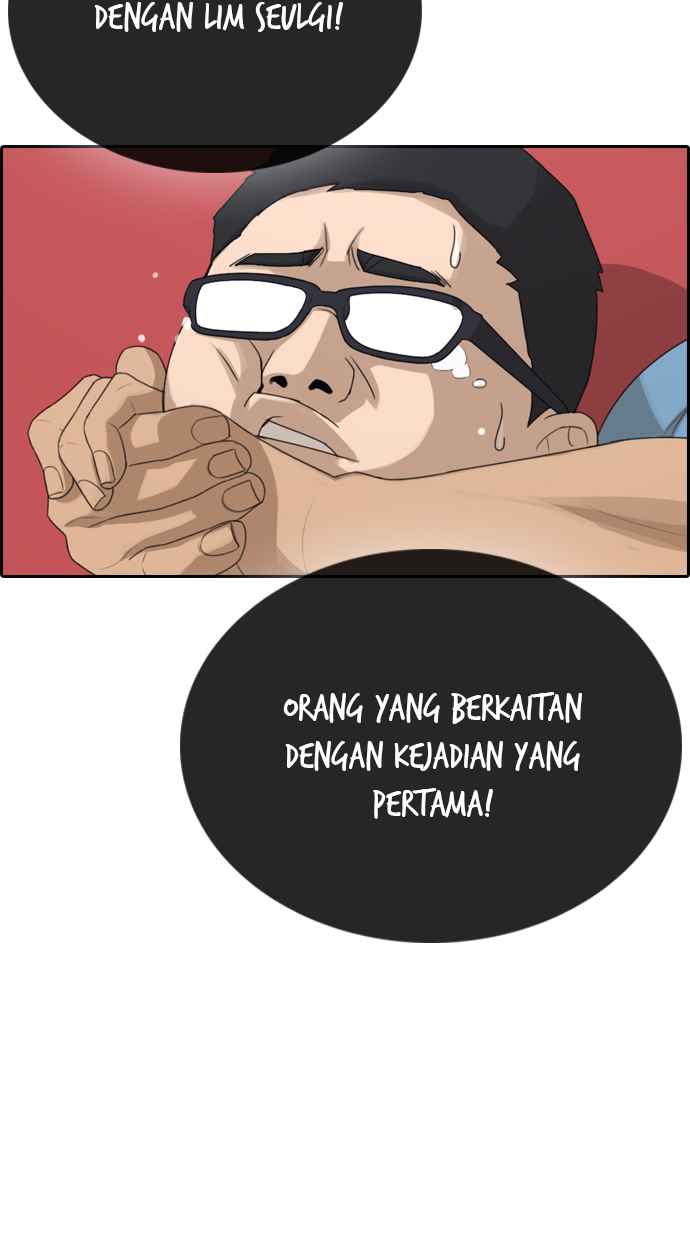 DENGAN LIM SEULGI!
ORANG YANG BERKAITAN
DENGAN KEJADIAN YANG
PERTAMA!